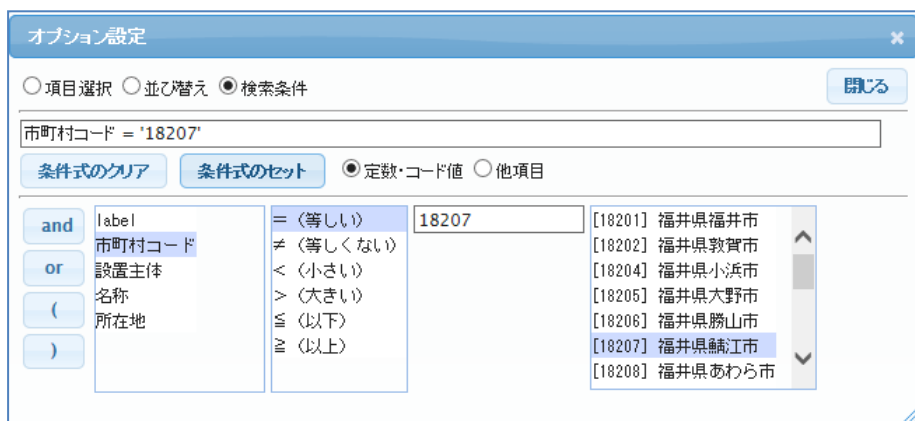 オプション設定
○項目選択 ○並び替え ◉検索条件
閉じる
市町村コード = '18207'
条件式のクリア 条件式のセット ◉定数・コード値 ○他項目
and
or
(
)
label
市町村コード
設置主体
名称
所在地
= (等しい)
≠ (等しくない)
< (小さい)
> (大きい)
≦ (以下)
≧ (以上)
18207
[18201] 福井県福井市
[18202] 福井県敦賀市
[18204] 福井県小浜市
[18205] 福井県大野市
[18206] 福井県勝山市
[18207] 福井県鯖江市
[18208] 福井県あわら市